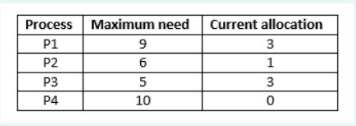 Process Maximum need Current allocation
P1 9 3
P2 6 1
P3 5 3
P4 10 0